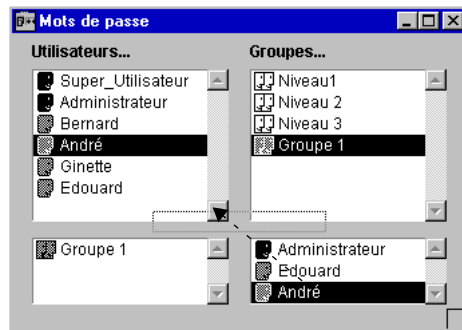 Mots de passe
Utilisateurs...
Super_Utilisateur
Administrateur
Bernard
André
Ginette
Edouard
Groupes...
Niveau1
Niveau 2
Niveau 3
Groupe 1
Groupe 1
Administrateur
Edouard
André